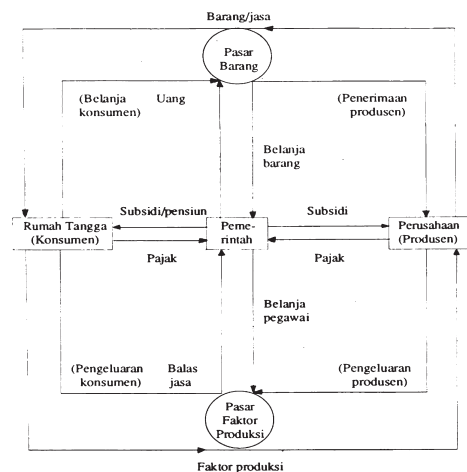 Barang/jasa
Pasar
Barang
(Belanja Uang
konsumen)
(Penerimaan
produsen)
Belanja
barang
Subsidi/pensiun
Subsidi
Rumah Tangga
(Konsumen)
Peme-
rintah
Perusahaan
(Produsen)
Pajak
Pajak
Belanja
pegawai
(Pengeluaran Balas
konsumen) jasa
(Pengeluaran
produsen)
Pasar
Faktor
Produksi
Faktor produksi